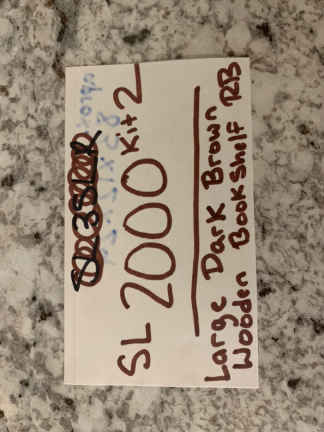 SL 2000 Kit 2
Large Dark Brown
Wooden BookShelf RB